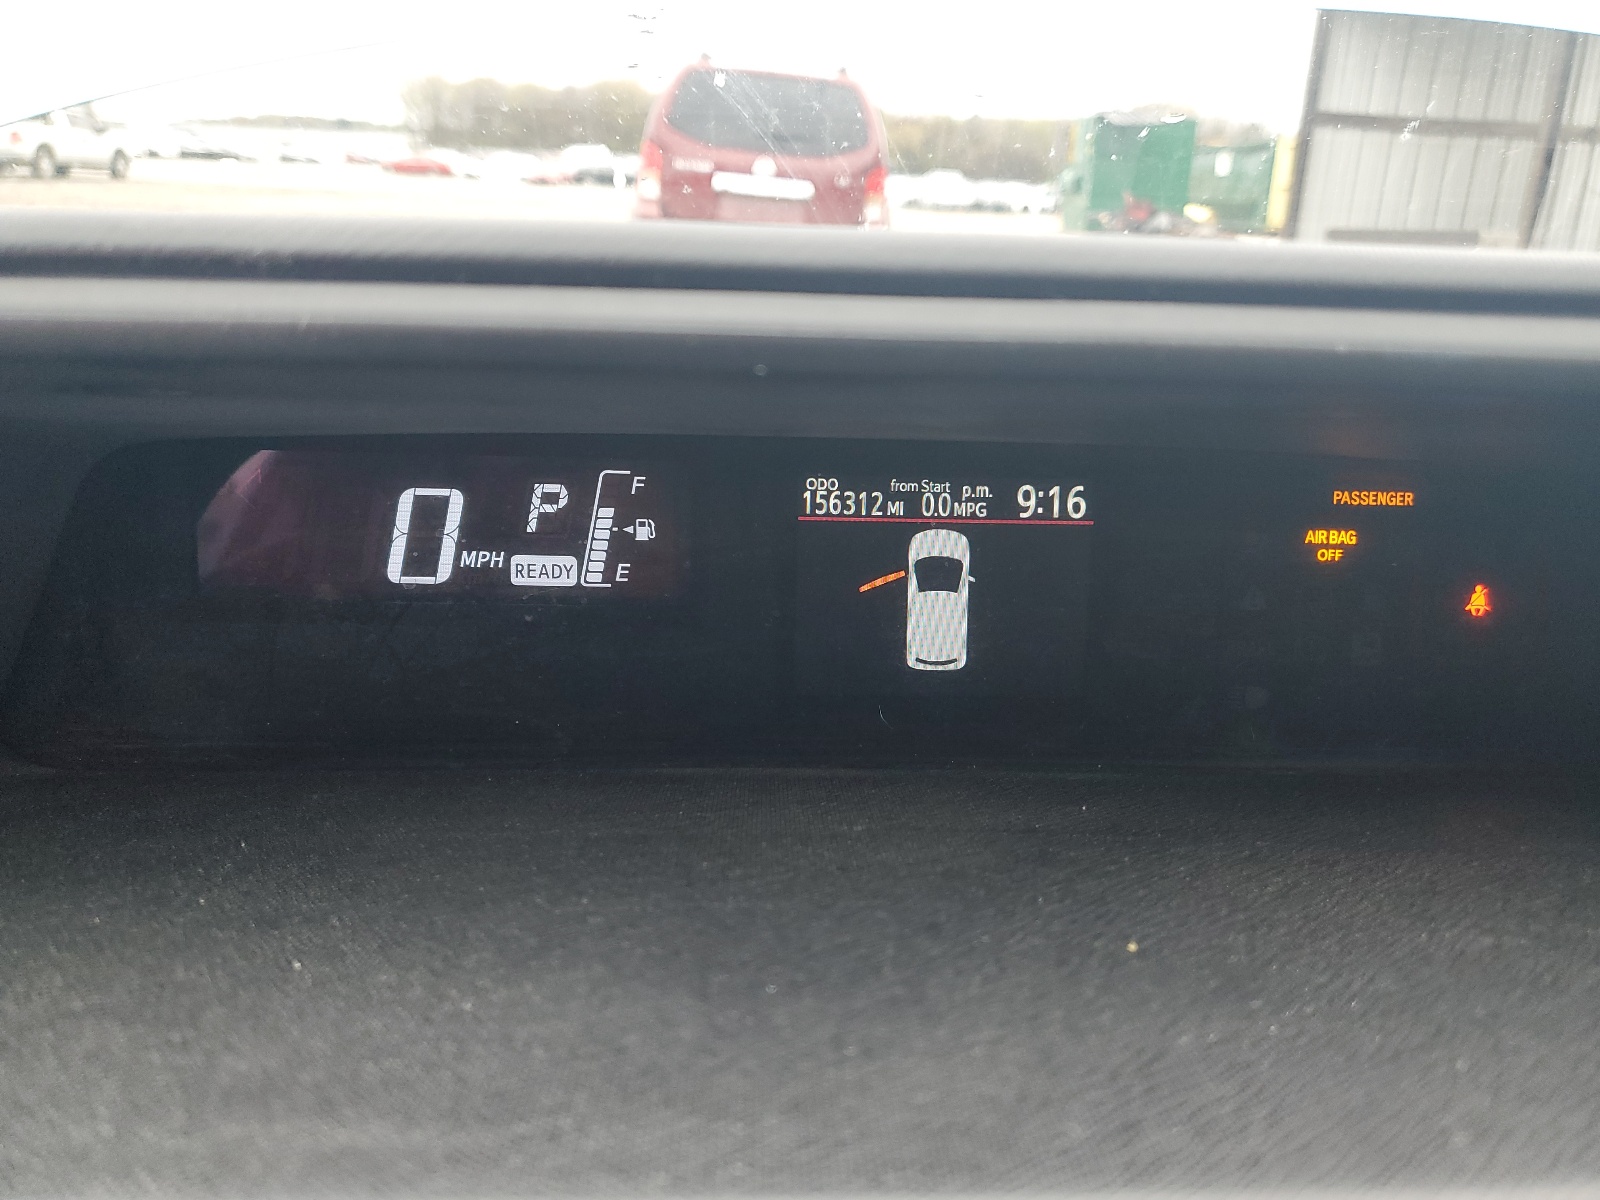 0 MPH
P
READY
F
E
ODO
156312 MI
from Start
0.0 MPG
p.m.
9:16
PASSENGER
AIR BAG
OFF